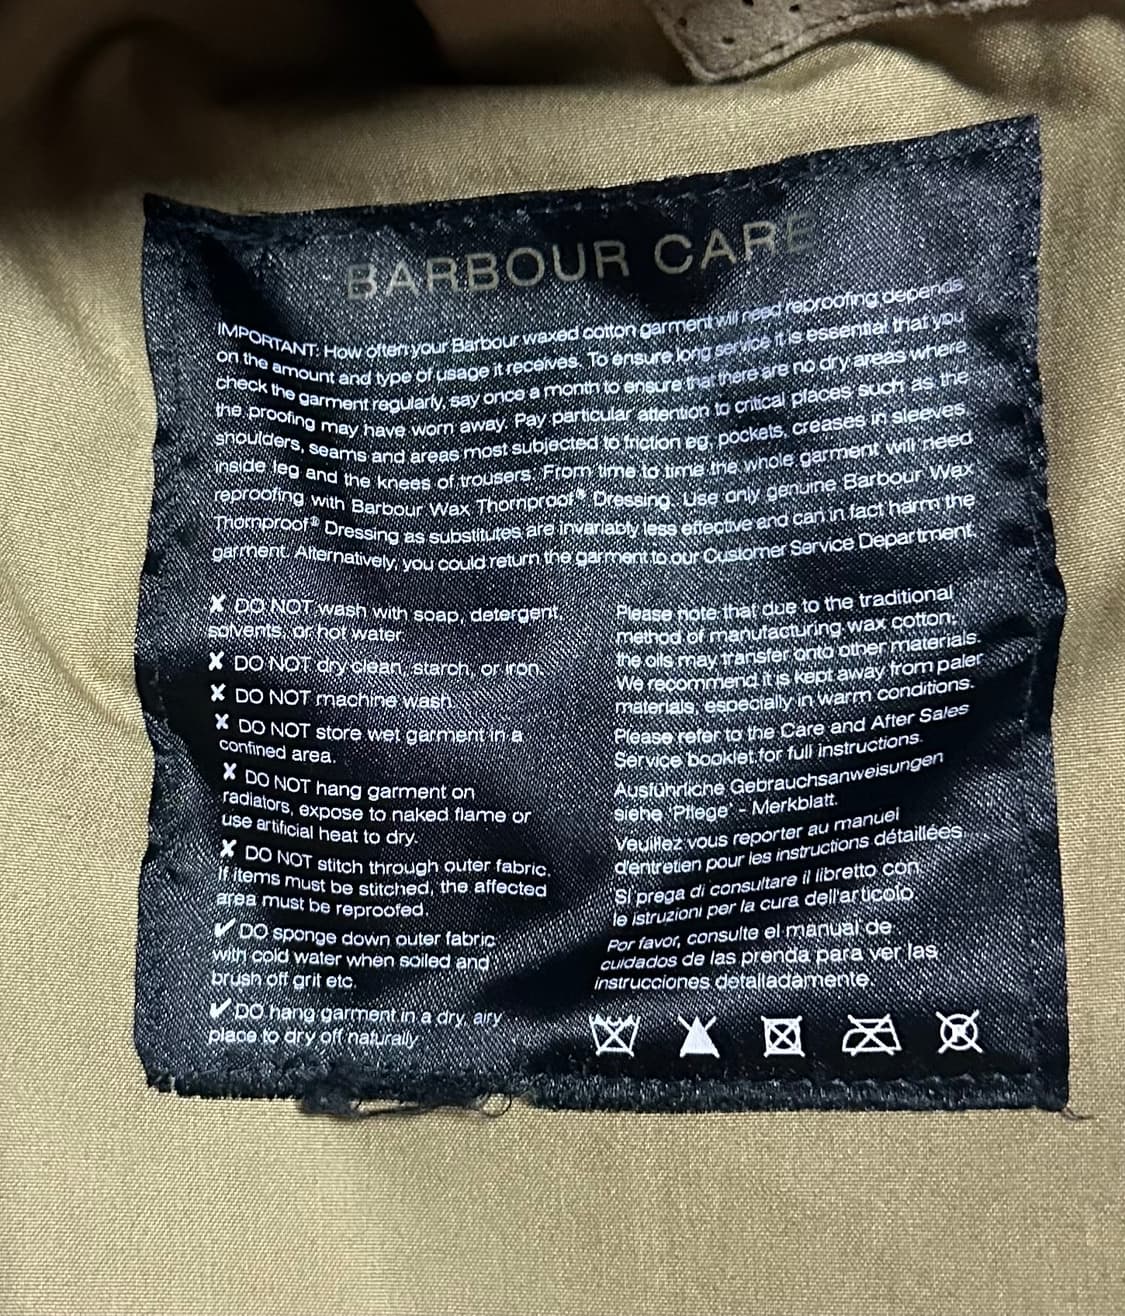 BARBOUR CARE
IMPORTANT: How often your Barbour waxed cotton garment will need reproofing depends
on the amount and type of usage it receives. To ensure long service it is essential that you
check the garment regularly, say once a month to ensure that there are no dry areas where
the proofing may have worn away. Pay particular attention to critical places such as the
shoulders, seams and areas most subjected to friction eg, pockets, creases in sleeves
inside leg and the knees of trousers. From time to time the whole garment will need
reproofing with Barbour Wax Thornproof® Dressing. Use only genuine Barbour Wax
Thornproof® Dressing as substitutes are invariably less effective and can in fact harm the
garment. Alternatively, you could return the garment to our Customer Service Department.
✘ DO NOT wash with soap, detergent,
solvents, or hot water
✘ DO NOT dry clean, starch, or iron.
✘ DO NOT machine wash
✘ DO NOT store wet garment in a
confined area.
✘ DO NOT hang garment on
radiators, expose to naked flame or
use artificial heat to dry.
✘ DO NOT stitch through outer fabric.
If items must be stitched, the affected
area must be reproofed.
✔ DO sponge down outer fabric
with cold water when soiled and
brush off grit etc.
✔ DO hang garment in a dry, airy
place to dry off naturally
Please note that due to the traditional
method of manufacturing wax cotton,
the oils may transfer onto other materials.
We recommend it is kept away from paler
materials, especially in warm conditions.
Please refer to the Care and After Sales
Service booklet for full instructions.
Ausführliche Gebrauchsanweisungen
siehe 'Pflege' - Merkblatt.
Veuillez vous reporter au manuel
d'entretien pour les instructions détaillées.
Si prega di consultare il libretto con
le istruzioni per la cura dell'articolo
Por favor, consulte el manual de
cuidados de las prenda para ver las
instrucciones detalladamente.